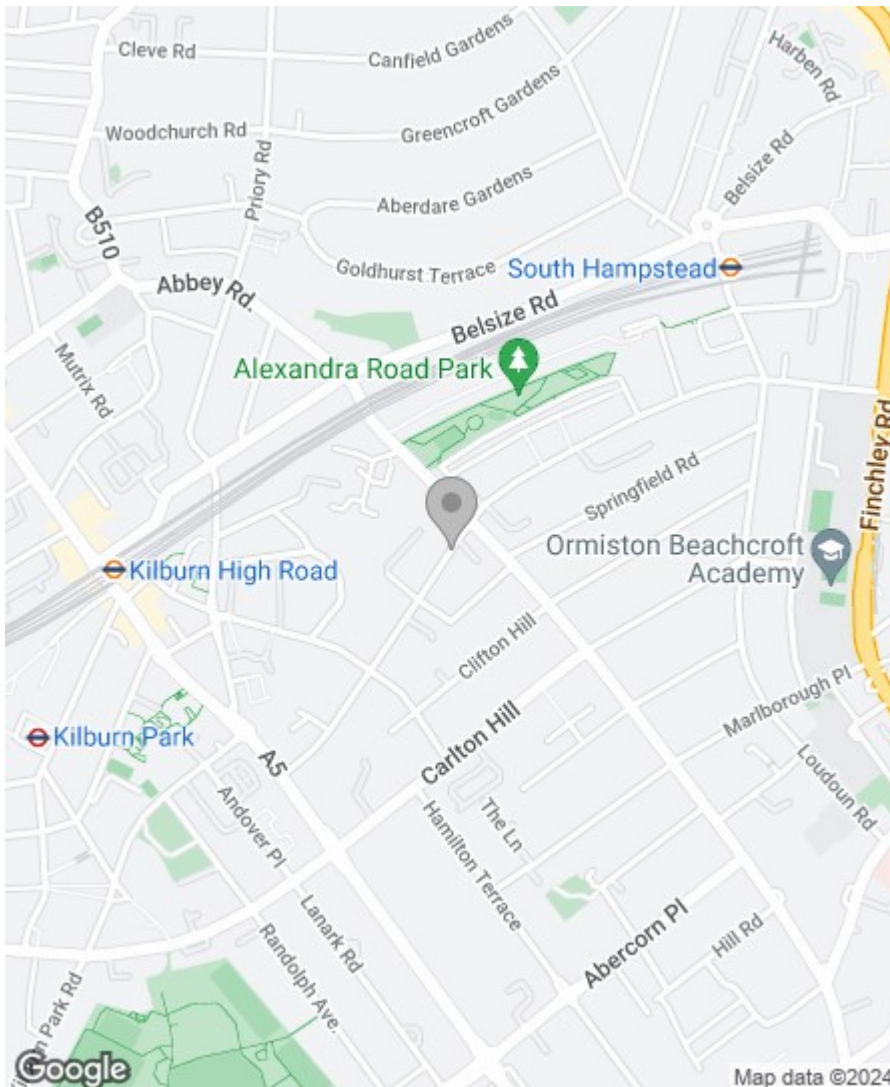 Cleve Rd
Canfield Gardens
Harben Rd
Woodchurch Rd
Greencroft Gardens
Priory Rd
Belsize Rd
Aberdare Gardens
B510
Goldhurst Terrace
South Hampstead
Abbey Rd.
Belsize Rd
Mutrix Rd
Alexandra Road Park
Finchley Rd
Springfield Rd
Ormiston Beachcroft
Academy
Kilburn High Road
Clifton Hill
Marlborough Pl
Kilburn Park
Carlton Hill
A5
Loudoun Rd
Andover Pl
The Ln
Hamilton Terrace
Lanark Rd
Abercorn Pl
Hill Rd
Randolph Ave.
Park Rd
Google
Map data ©2024